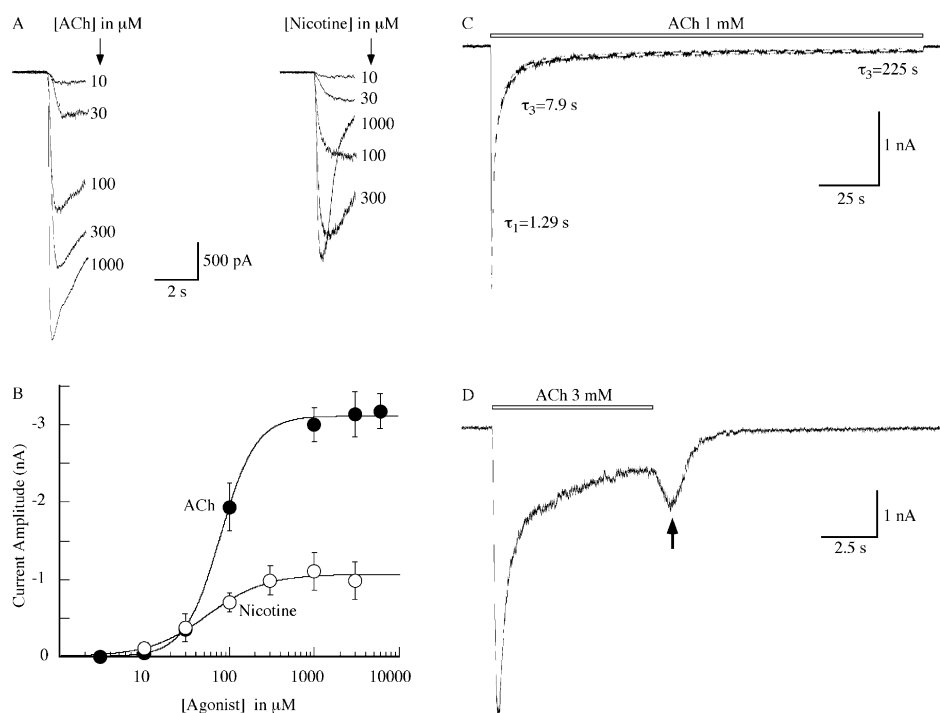 A
[ACh] in μM
10
30
100
300
1000
500 pA
2 s
[Nicotine] in μM
10
30
1000
100
300
C
ACh 1 mM
τ3=7.9 s
τ3=225 s
τ1=1.29 s
1 nA
25 s
B
Current Amplitude (nA)
-3
-2
-1
0
ACh
Nicotine
10
100
1000
10000
[Agonist] in μM
D
ACh 3 mM
1 nA
2.5 s